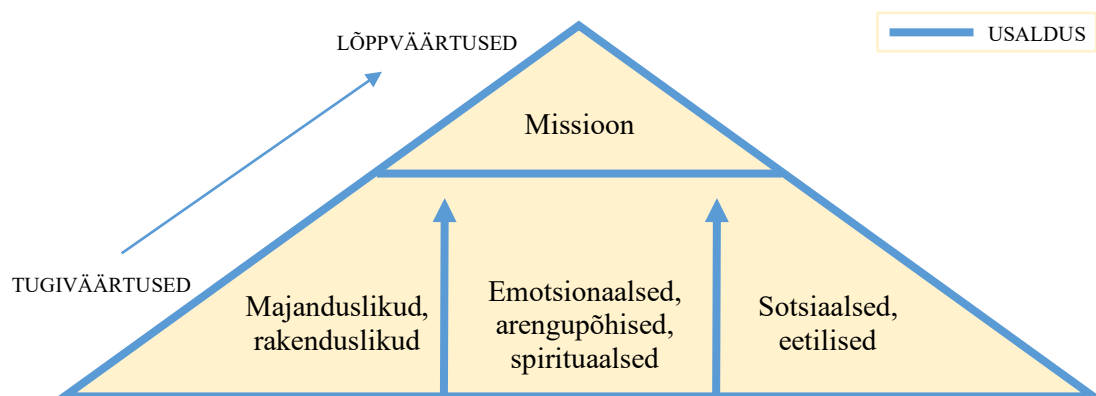 LÕPPVÄÄRTUSED
USALDUS
Missioon
TUGIVÄÄRTUSED
Majanduslikud,
rakenduslikud
Emotsionaalsed,
arengupõhised,
spirituaalsed
Sotsiaalsed,
eetilised